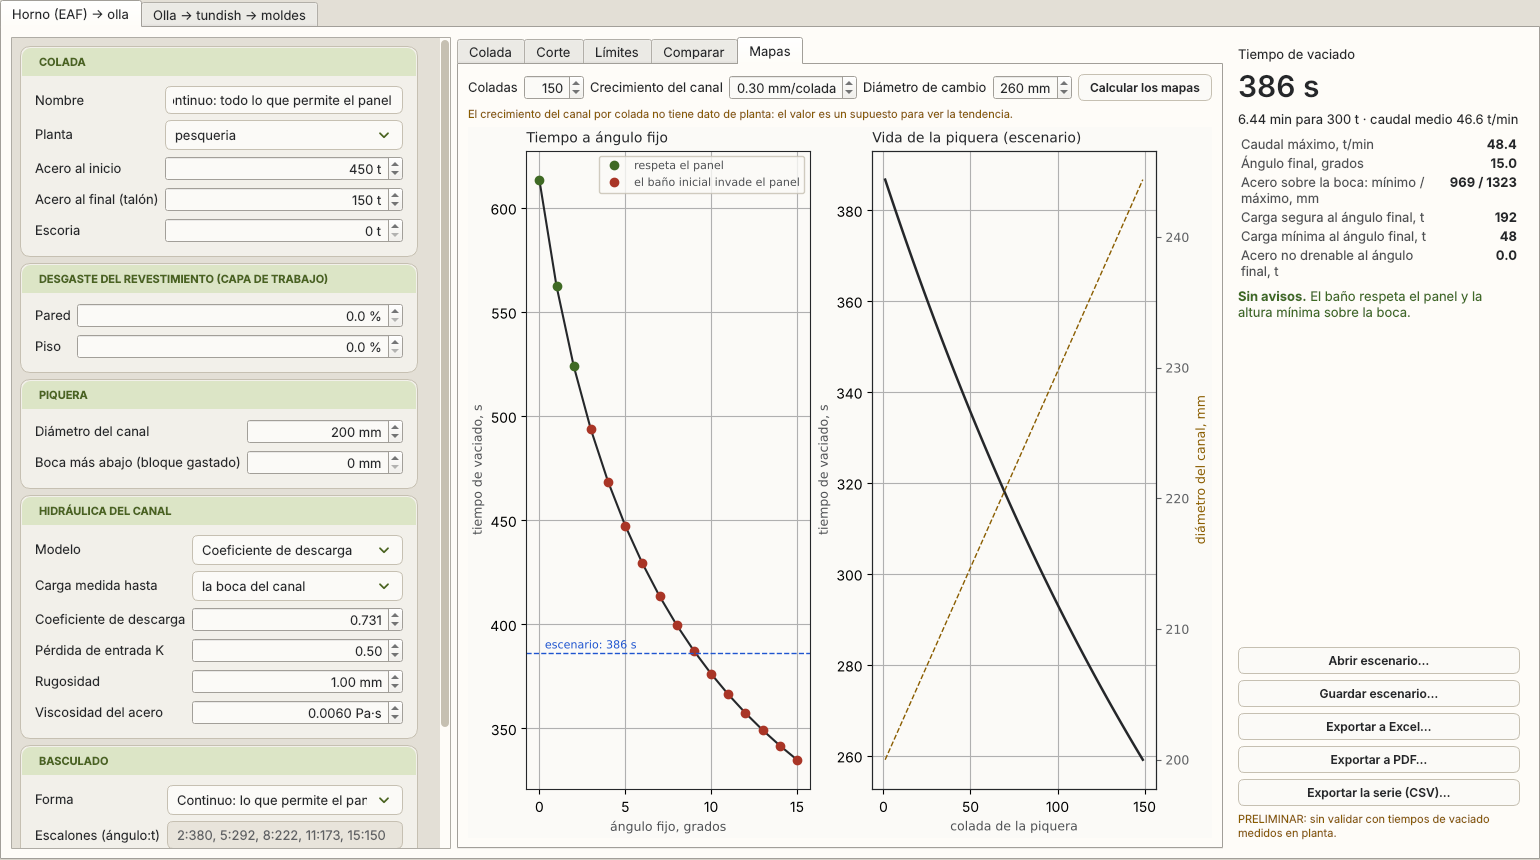 Horno (EAF) → olla
Olla → tundish → moldes
COLADA
Nombre
ntinuo: todo lo que permite el panel
Planta
pesqueria
Acero al inicio
450 t
Acero al final (talón)
150 t
Escoria
0 t
DESGASTE DEL REVESTIMIENTO (CAPA DE TRABAJO)
Pared
0.0 %
Piso
0.0 %
PIQUERA
Diámetro del canal
200 mm
Boca más abajo (bloque gastado)
0 mm
HIDRÁULICA DEL CANAL
Modelo
Coeficiente de descarga
Carga medida hasta
la boca del canal
Coeficiente de descarga
0.731
Pérdida de entrada K
0.50
Rugosidad
1.00 mm
Viscosidad del acero
0.0060 Pa·s
BASCULADO
Forma
Continuo: lo que permite el par
Escalones (ángulo:t)
2:380, 5:292, 8:222, 11:173, 15:150
Colada
Corte
Límites
Comparar
Mapas
Coladas
150
Crecimiento del canal
0.30 mm/colada
Diámetro de cambio
260 mm
Calcular los mapas
El crecimiento del canal por colada no tiene dato de planta: el valor es un supuesto para ver la tendencia.
Tiempo a ángulo fijo
respeta el panel
el baño inicial invade el panel
600
550
500
450
400
350
tiempo de vaciado, s
escenario: 386 s
0
5
10
15
ángulo fijo, grados
Vida de la piquera (escenario)
380
360
340
320
300
280
260
tiempo de vaciado, s
240
230
220
210
200
diámetro del canal, mm
0
50
100
150
colada de la piquera
Tiempo de vaciado
386 s
6.44 min para 300 t · caudal medio 46.6 t/min
Caudal máximo, t/min
48.4
Ángulo final, grados
15.0
Acero sobre la boca: mínimo /
969 / 1323
máximo, mm
Carga segura al ángulo final, t
192
Carga mínima al ángulo final, t
48
Acero no drenable al ángulo
0.0
final, t
Sin avisos. El baño respeta el panel y la
altura mínima sobre la boca.
Abrir escenario...
Guardar escenario...
Exportar a Excel...
Exportar a PDF...
Exportar la serie (CSV)...
PRELIMINAR: sin validar con tiempos de vaciado
medidos en planta.